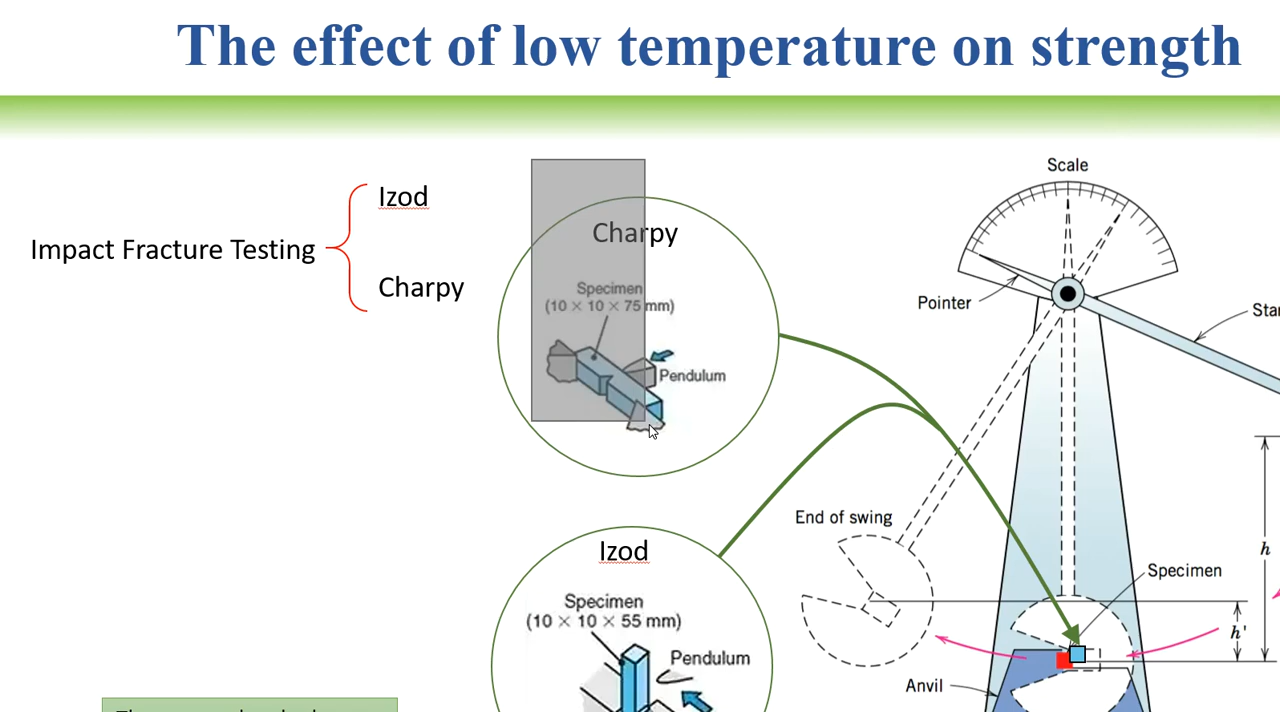 The effect of low temperature on strength
Impact Fracture Testing
Izod
Charpy
Charpy
Specimen
(10 × 10 × 75 mm)
Pendulum
Izod
Specimen
(10 × 10 × 55 mm)
Pendulum
Scale
Pointer
End of swing
Specimen
h
h'
Anvil